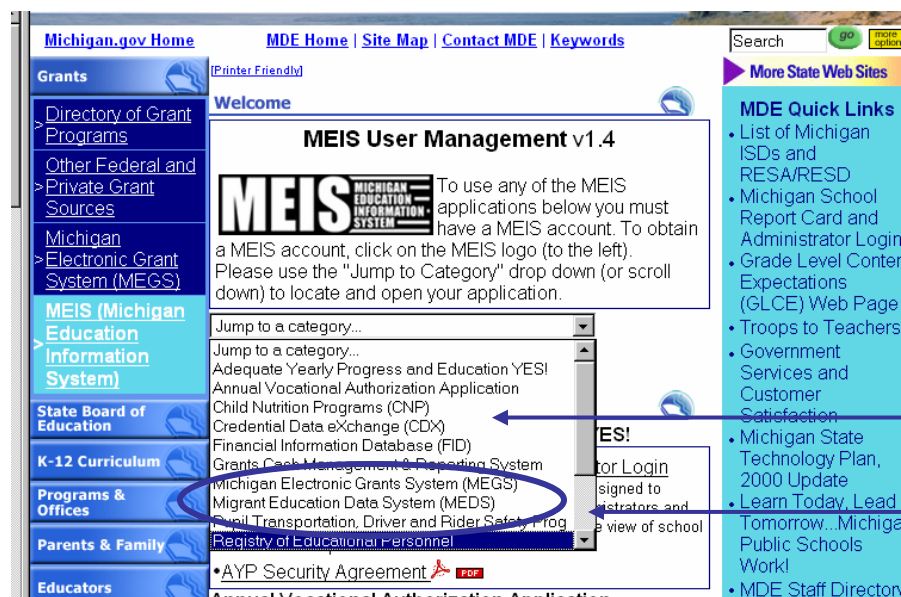 Michigan.gov Home
MDE Home | Site Map | Contact MDE | Keywords
Search
go
more
option
Grants
>Directory of Grant
Programs
Other Federal and
>Private Grant
Sources
Michigan
>Electronic Grant
System (MEGS)
MEIS (Michigan
Education
>Information
System)
State Board of
Education
K-12 Curriculum
Programs &
Offices
Parents & Family
Educators
[Printer Friendly]
Welcome
MEIS User Management v1.4
MEIS MICHIGAN
EDUCATION
INFORMATION
SYSTEM
To use any of the MEIS
applications below you must
have a MEIS account. To obtain
a MEIS account, click on the MEIS logo (to the left).
Please use the "Jump to Category" drop down (or scroll
down) to locate and open your application.
Jump to a category...
Jump to a category...
Adequate Yearly Progress and Education YES!
Annual Vocational Authorization Application
Child Nutrition Programs (CNP)
Credential Data eXchange (CDX)
Financial Information Database (FID)
Grants Cash Management & Reporting System
Michigan Electronic Grants System (MEGS)
Migrant Education Data System (MEDS)
Pupil Transportation, Driver and Rider Safety Prog
Registry of Educational Personnel
YES!
tor Login
signed to
istrators and
e view of school
•AYP Security Agreement PDF
Annual Vocational Authorization Application
More State Web Sites
MDE Quick Links
• List of Michigan
ISDs and
RESA/RESD
• Michigan School
Report Card and
Administrator Login
• Grade Level Conten
Expectations
(GLCE) Web Page
• Troops to Teachers
• Government
Services and
Customer
Satisfaction
• Michigan State
Technology Plan,
2000 Update
• Learn Today, Lead
Tomorrow...Michiga
Public Schools
Work!
• MDE Staff Directory